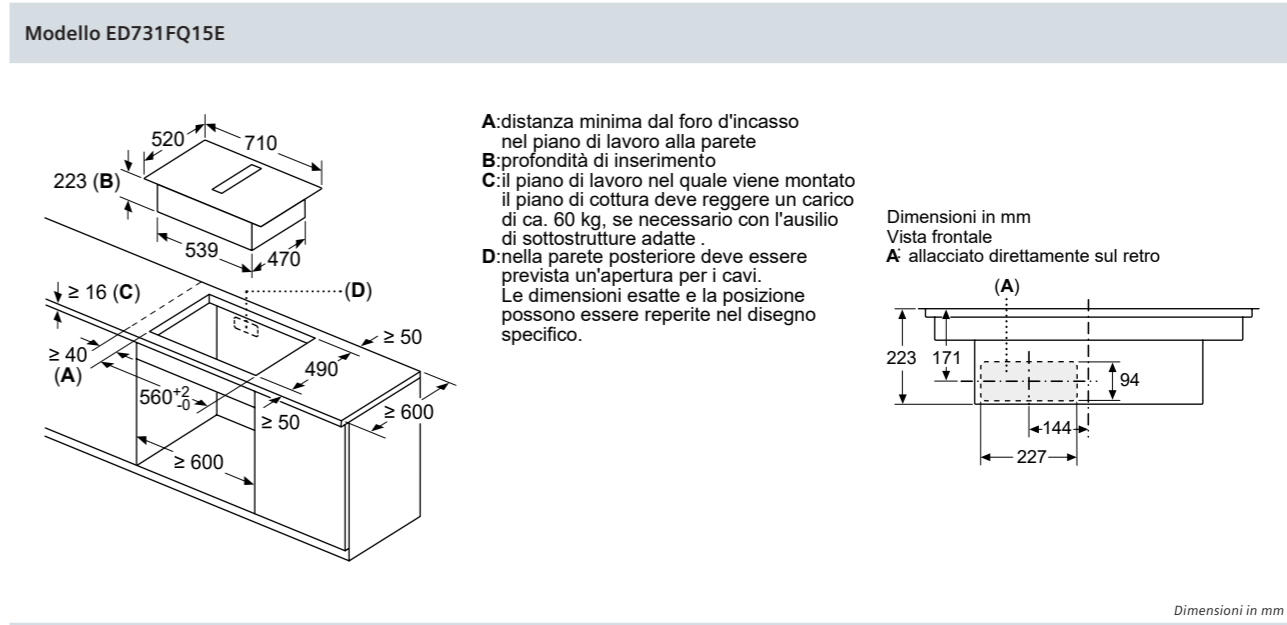 Modello ED731FQ15E
520
710
223 (B)
539
470
≥ 16 (C)
(D)
≥ 50
≥ 40
(A)
490
560+2-0
≥ 50
≥ 600
≥ 600
A:distanza minima dal foro d'incasso
nel piano di lavoro alla parete
B:profondità di inserimento
C:il piano di lavoro nel quale viene montato
il piano di cottura deve reggere un carico
di ca. 60 kg, se necessario con l'ausilio
di sottostrutture adatte .
D:nella parete posteriore deve essere
prevista un'apertura per i cavi.
Le dimensioni esatte e la posizione
possono essere reperite nel disegno
specifico.
Dimensioni in mm
Vista frontale
A: allacciato direttamente sul retro
(A)
223
171
94
144
227
Dimensioni in mm